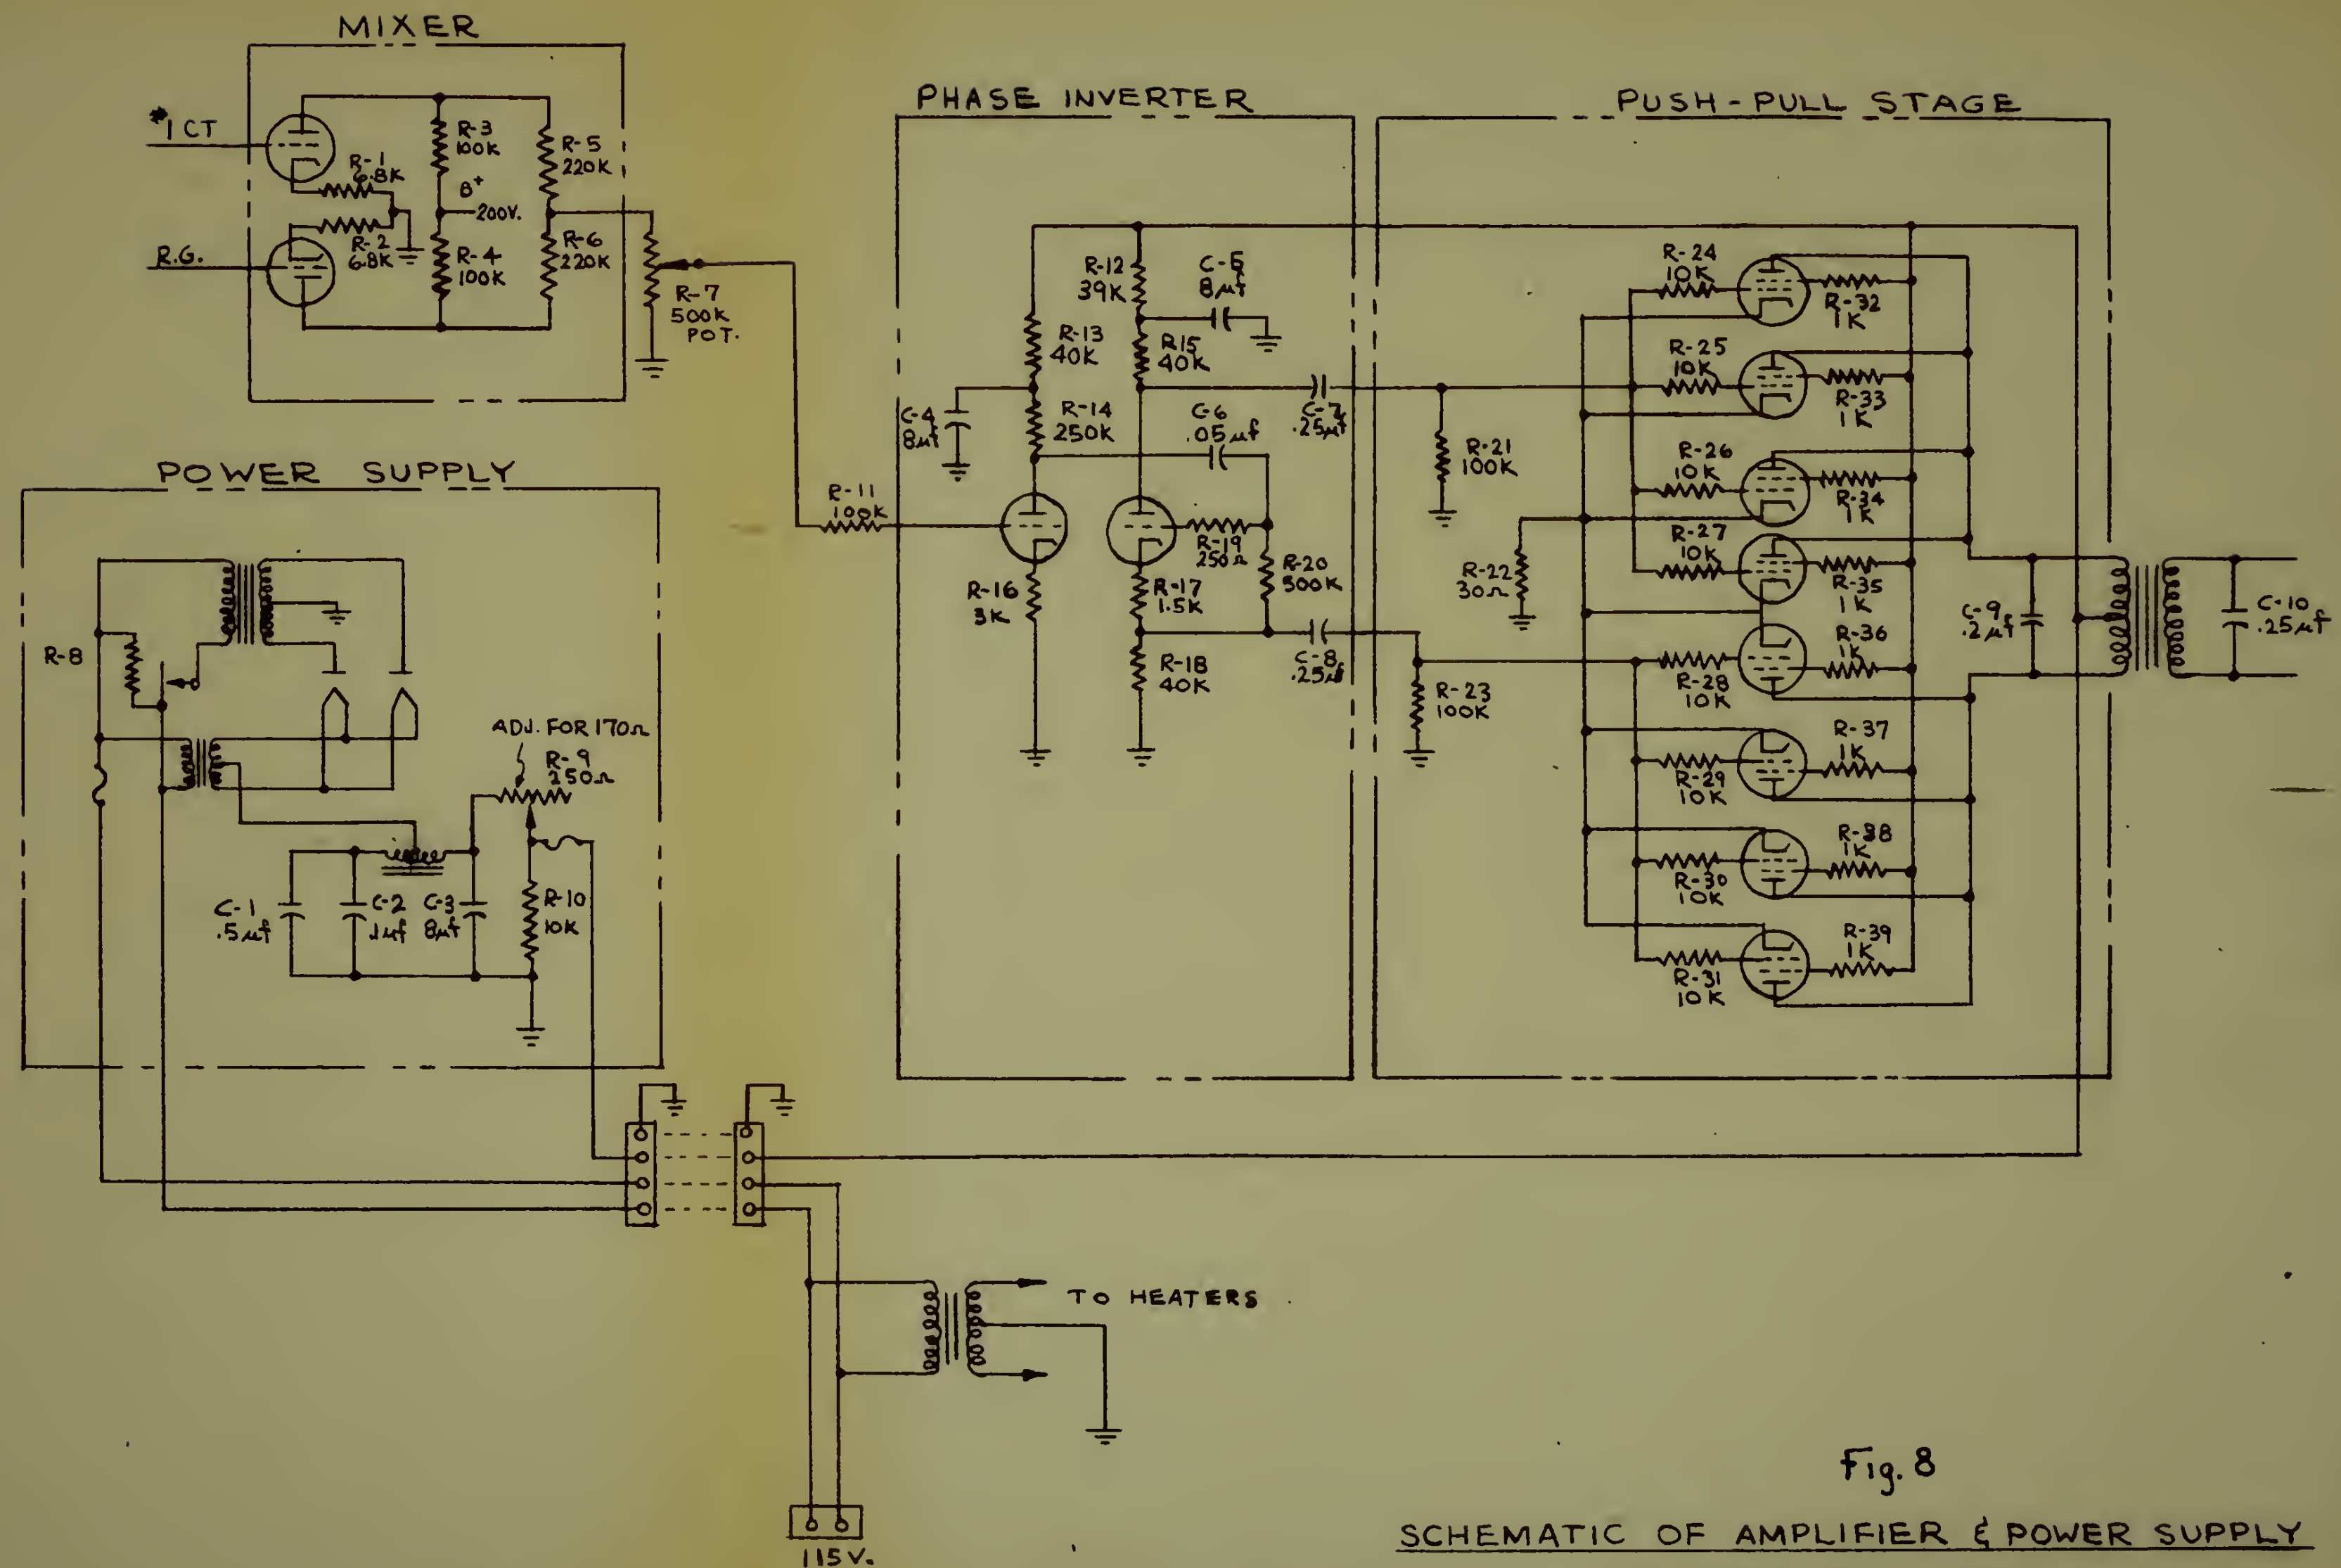 MIXER
#1 CT
R-1
6.8K
R-3
100K
R-5
220K
B+
200V.
R.G.
R-2
6.8K
R-4
100K
R-6
220K
R-7
500K
POT.
POWER SUPPLY
R-8
ADJ. FOR 170Ω
R-9
250Ω
C-1
.5μf
C-2
.1μf
C-3
8μf
R-10
10K
PHASE INVERTER
R-12
39K
C-5
8μf
R-13
40K
R15
40K
C-4
8μf
R-14
250K
C-6
.05μf
C-7
.25μf
R-11
100K
R-19
250Ω
R-16
3K
R-17
1.5K
R-20
500K
R-18
40K
C-8
.25μf
PUSH-PULL STAGE
R-24
10K
R-32
1K
R-25
10K
R-33
1K
R-21
100K
R-26
10K
R-34
1K
R-27
10K
R-22
30Ω
R-35
1K
R-36
1K
R-23
100K
R-28
10K
R-37
1K
R-29
10K
R-38
1K
R-30
10K
R-39
1K
R-31
10K
C-9
.2μf
C-10
.25μf
TO HEATERS
115V.
Fig. 8
SCHEMATIC OF AMPLIFIER & POWER SUPPLY